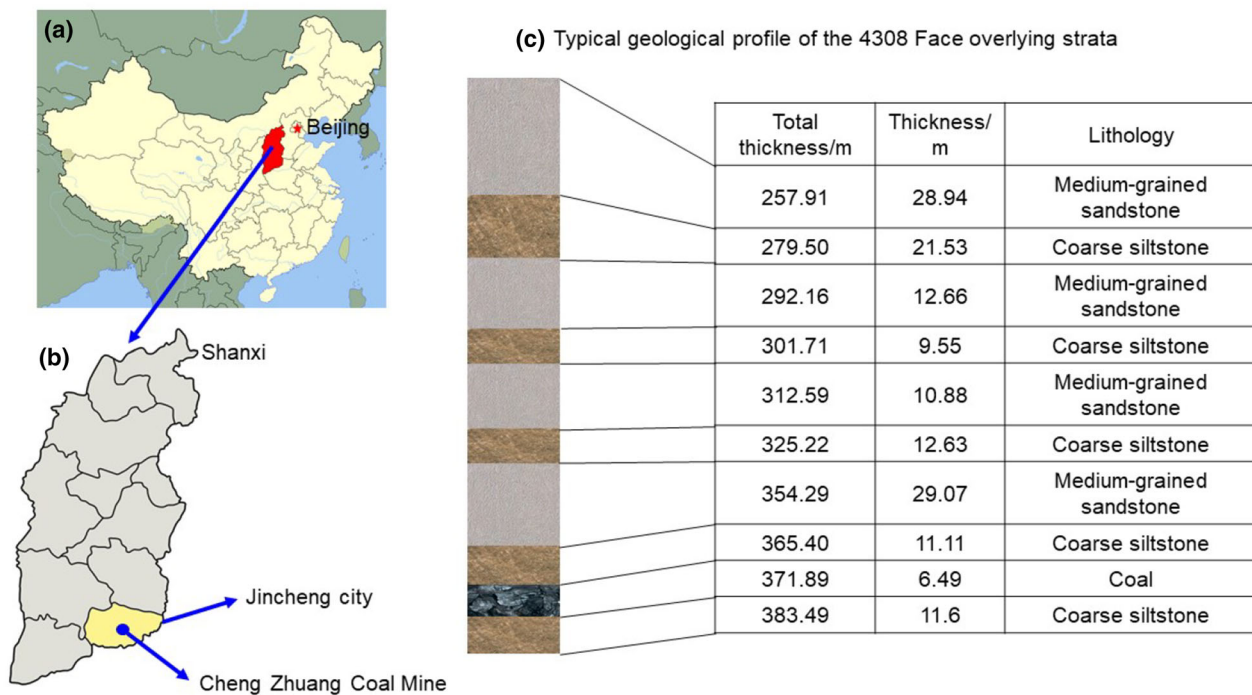 (a)
Beijing
(b)
Shanxi
Jincheng city
Cheng Zhuang Coal Mine
(c) Typical geological profile of the 4308 Face overlying strata
Total
thickness/m
Thickness/
m
Lithology
257.91
28.94
Medium-grained
sandstone
279.50
21.53
Coarse siltstone
292.16
12.66
Medium-grained
sandstone
301.71
9.55
Coarse siltstone
312.59
10.88
Medium-grained
sandstone
325.22
12.63
Coarse siltstone
354.29
29.07
Medium-grained
sandstone
365.40
11.11
Coarse siltstone
371.89
6.49
Coal
383.49
11.6
Coarse siltstone